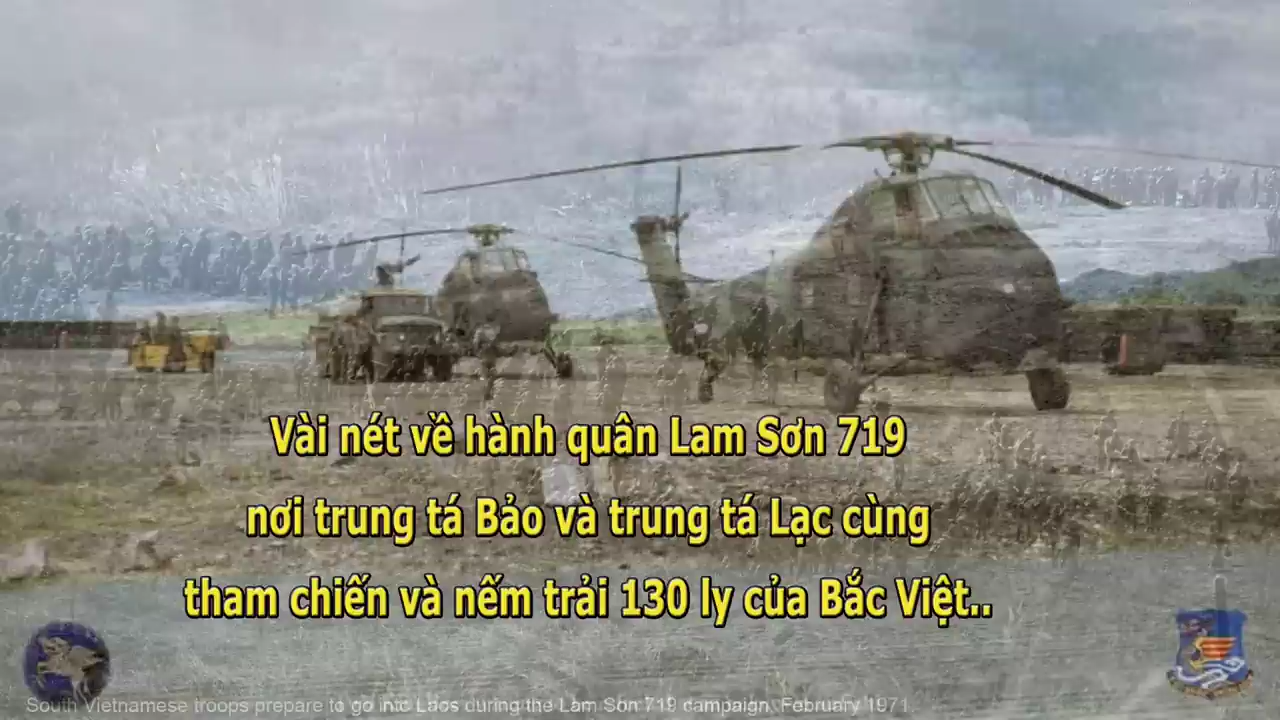 Vài nét về hành quân Lam Sơn 719
nơi trung tá Bảo và trung tá Lạc cùng
tham chiến và nếm trải 130 ly của Bắc Việt..
South Vietnamese troops prepare to go into Laos during the Lam Son 719 campaign, February 1971.